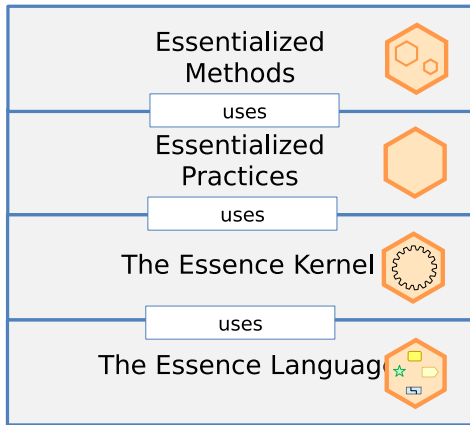 Essentialized
Methods
uses
Essentialized
Practices
uses
The Essence Kernel
uses
The Essence Language